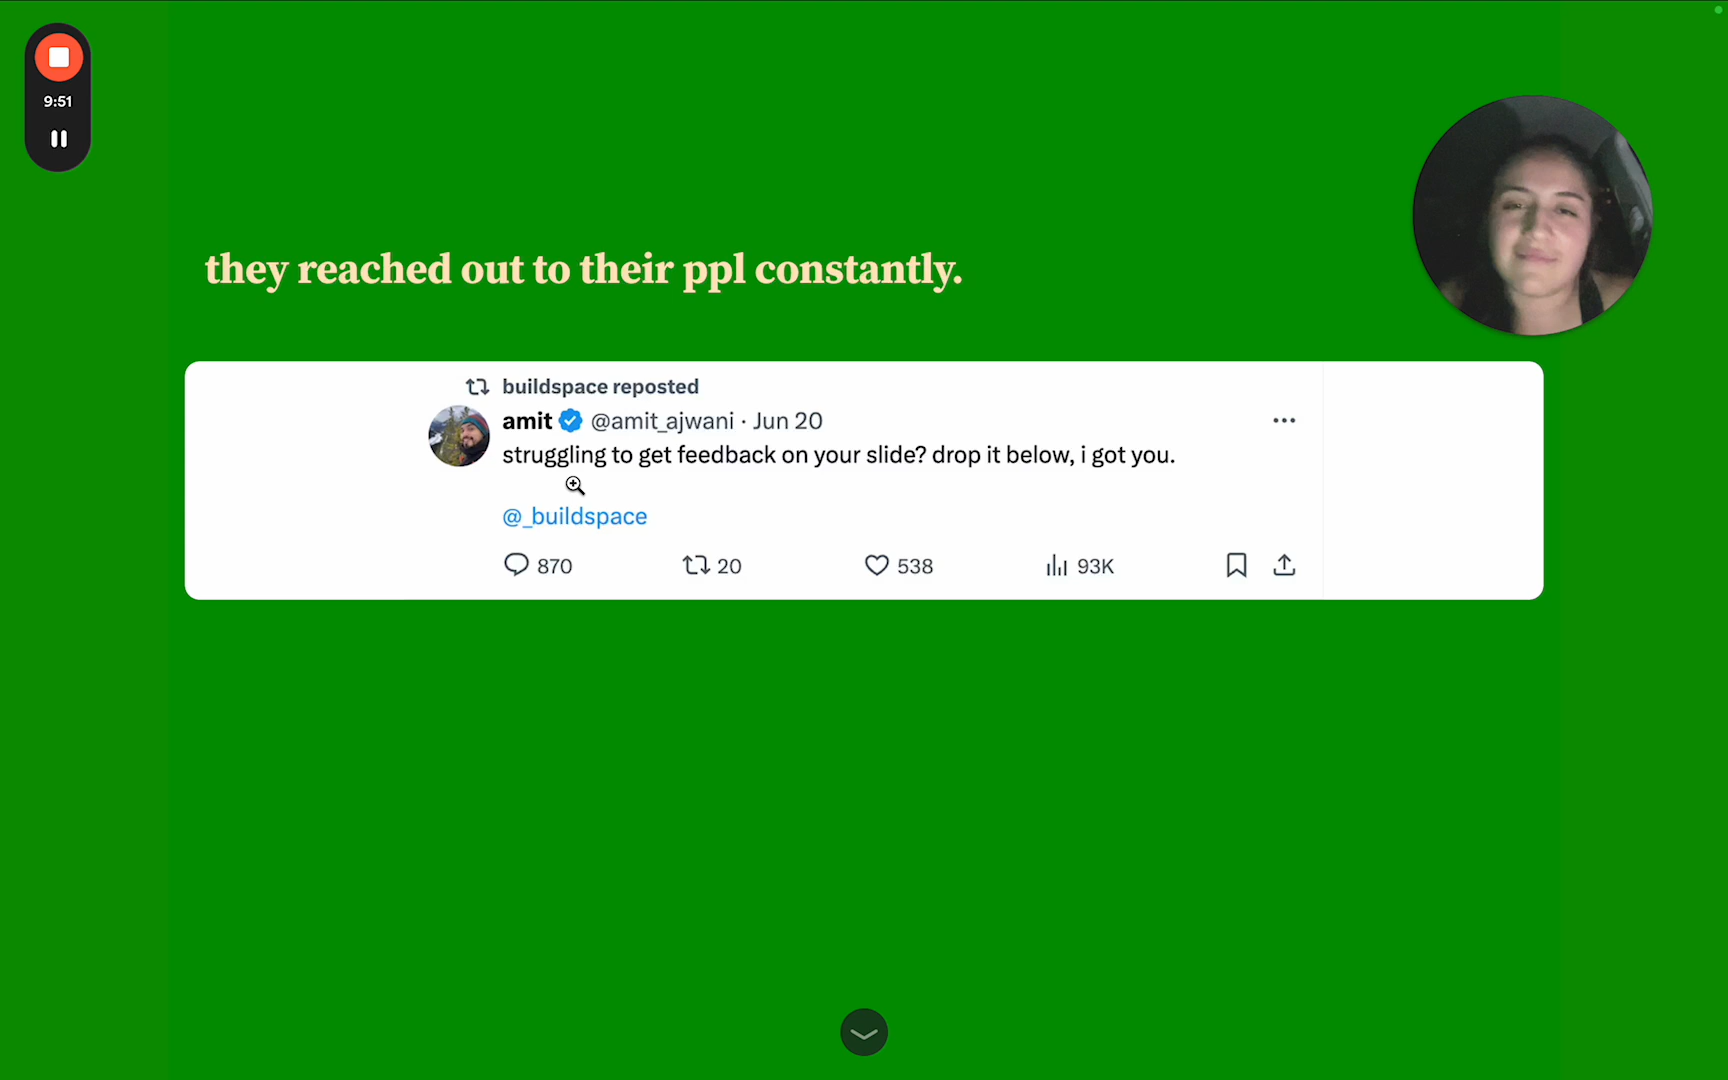 9:51
they reached out to their ppl constantly.
buildspace reposted
amit @amit_ajwani · Jun 20
struggling to get feedback on your slide? drop it below, i got you.
@_buildspace
870 20 538 93K